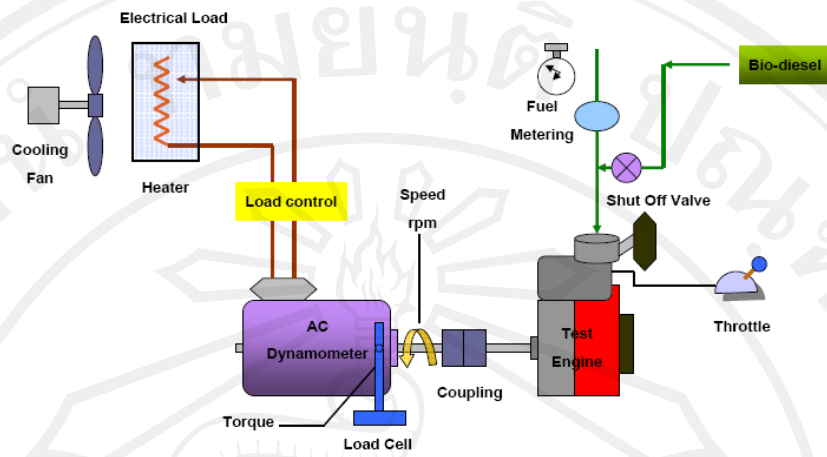 Electrical Load
Cooling
Fan
Heater
Load control
Speed
rpm
Fuel
Metering
Bio-diesel
Shut Off Valve
Throttle
AC
Dynamometer
Test
Engine
Coupling
Torque
Load Cell